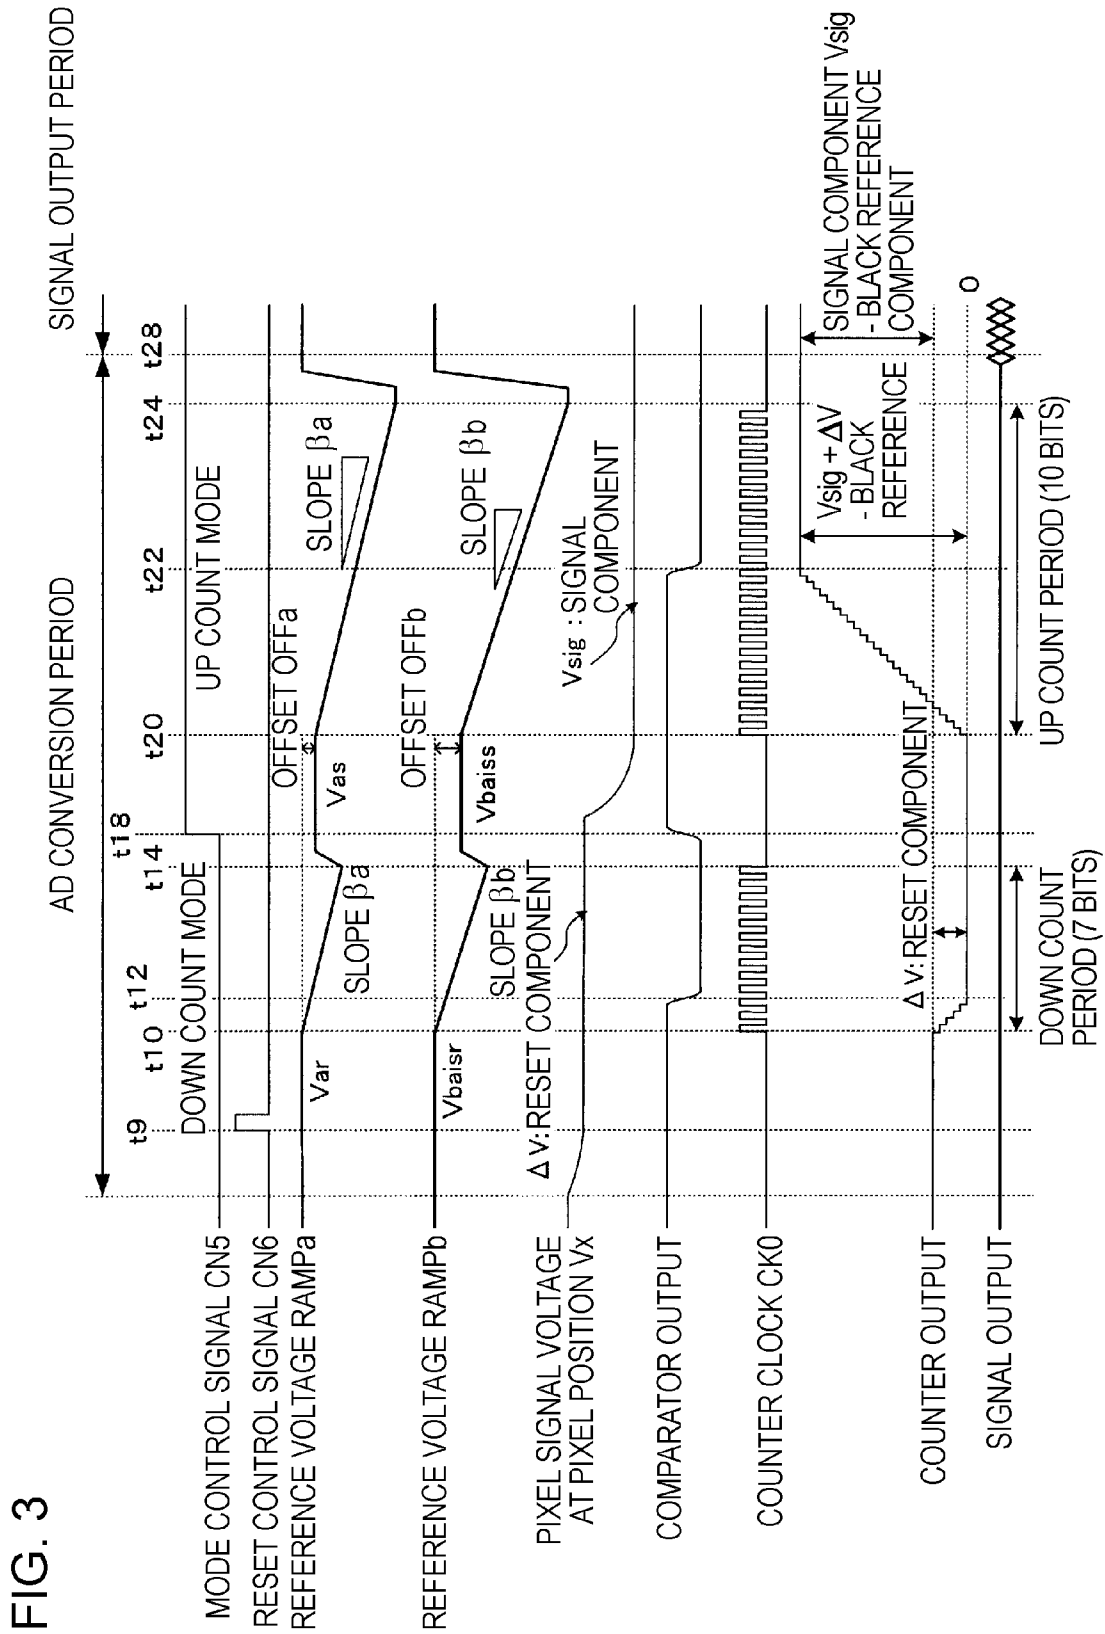 FIG. 3
AD CONVERSION PERIOD
SIGNAL OUTPUT PERIOD
t9
t10
t12
t14
t18
t20
t22
t24
t28
MODE CONTROL SIGNAL CN5
DOWN COUNT MODE
UP COUNT MODE
RESET CONTROL SIGNAL CN6
REFERENCE VOLTAGE RAMPa
Var
SLOPE βa
Vas
OFFSET OFFa
SLOPE βa
REFERENCE VOLTAGE RAMPb
Vbaisr
SLOPE βb
Vbaiss
OFFSET OFFb
SLOPE βb
PIXEL SIGNAL VOLTAGE
AT PIXEL POSITION Vx
ΔV:RESET COMPONENT
Vsig : SIGNAL
COMPONENT
COMPARATOR OUTPUT
COUNTER CLOCK CK0
COUNTER OUTPUT
ΔV:RESET COMPONENT
Vsig + ΔV
- BLACK
REFERENCE
SIGNAL COMPONENT Vsig
- BLACK REFERENCE
COMPONENT
0
SIGNAL OUTPUT
DOWN COUNT
PERIOD (7 BITS)
UP COUNT PERIOD (10 BITS)